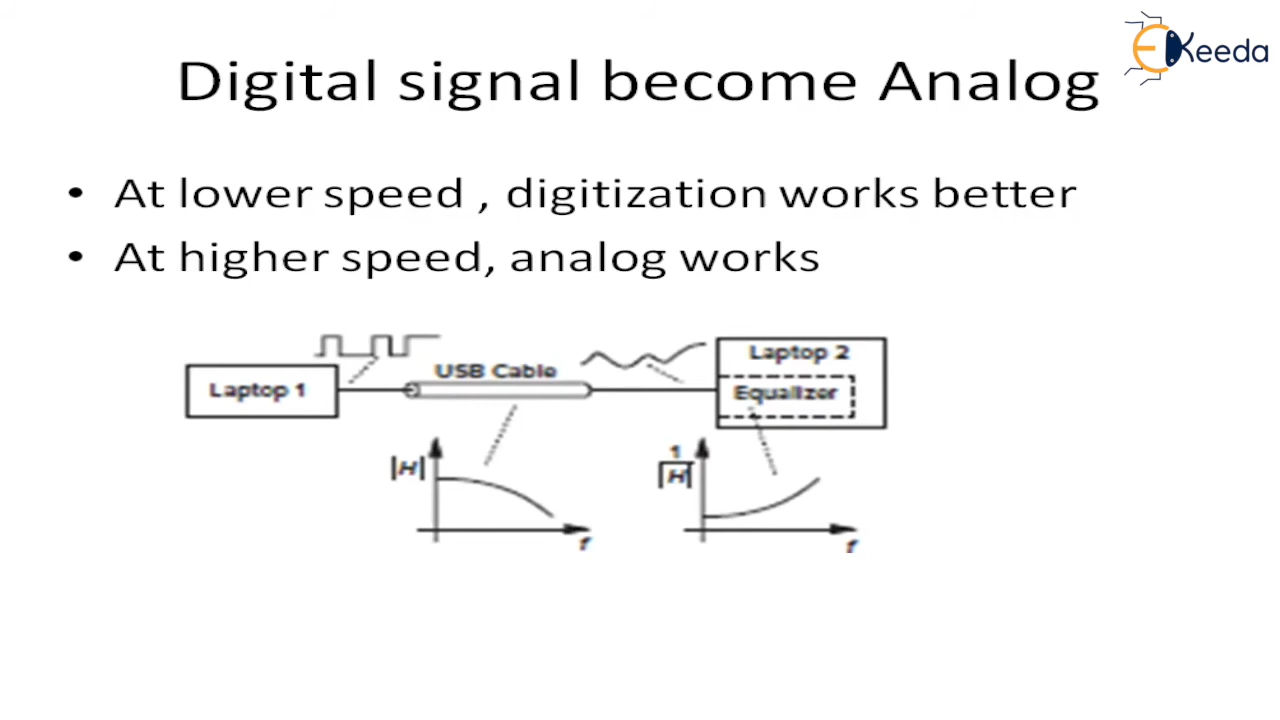 EKeeda
Digital signal become Analog
• At lower speed , digitization works better
• At higher speed, analog works
Laptop 1
USB Cable
Laptop 2
Equalizer
|H|
f
1
|H|
f